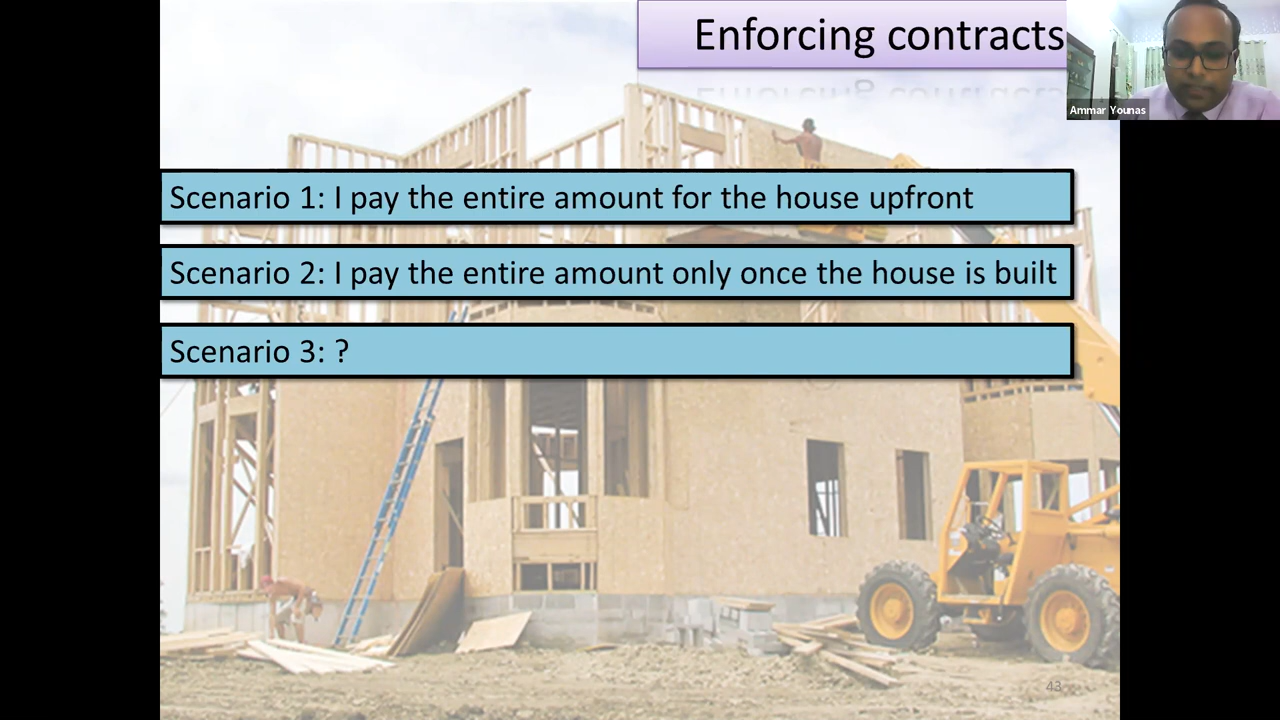 Enforcing contracts
Ammar Younas
Scenario 1: I pay the entire amount for the house upfront
Scenario 2: I pay the entire amount only once the house is built
Scenario 3: ?
43